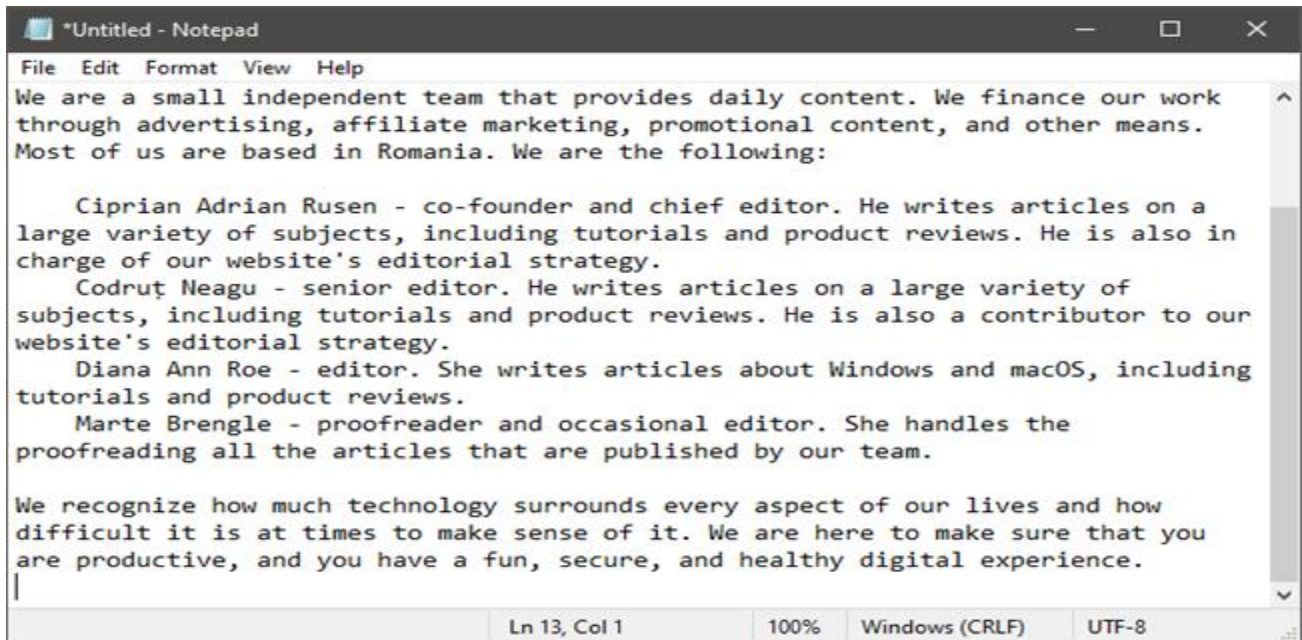 *Untitled - Notepad
File Edit Format View Help
We are a small independent team that provides daily content. We finance our work
through advertising, affiliate marketing, promotional content, and other means.
Most of us are based in Romania. We are the following:
Ciprian Adrian Rusen - co-founder and chief editor. He writes articles on a
large variety of subjects, including tutorials and product reviews. He is also in
charge of our website's editorial strategy.
Codruț Neagu - senior editor. He writes articles on a large variety of
subjects, including tutorials and product reviews. He is also a contributor to our
website's editorial strategy.
Diana Ann Roe - editor. She writes articles about Windows and macOS, including
tutorials and product reviews.
Marte Brengle - proofreader and occasional editor. She handles the
proofreading all the articles that are published by our team.
We recognize how much technology surrounds every aspect of our lives and how
difficult it is at times to make sense of it. We are here to make sure that you
are productive, and you have a fun, secure, and healthy digital experience.
Ln 13, Col 1 100% Windows (CRLF) UTF-8